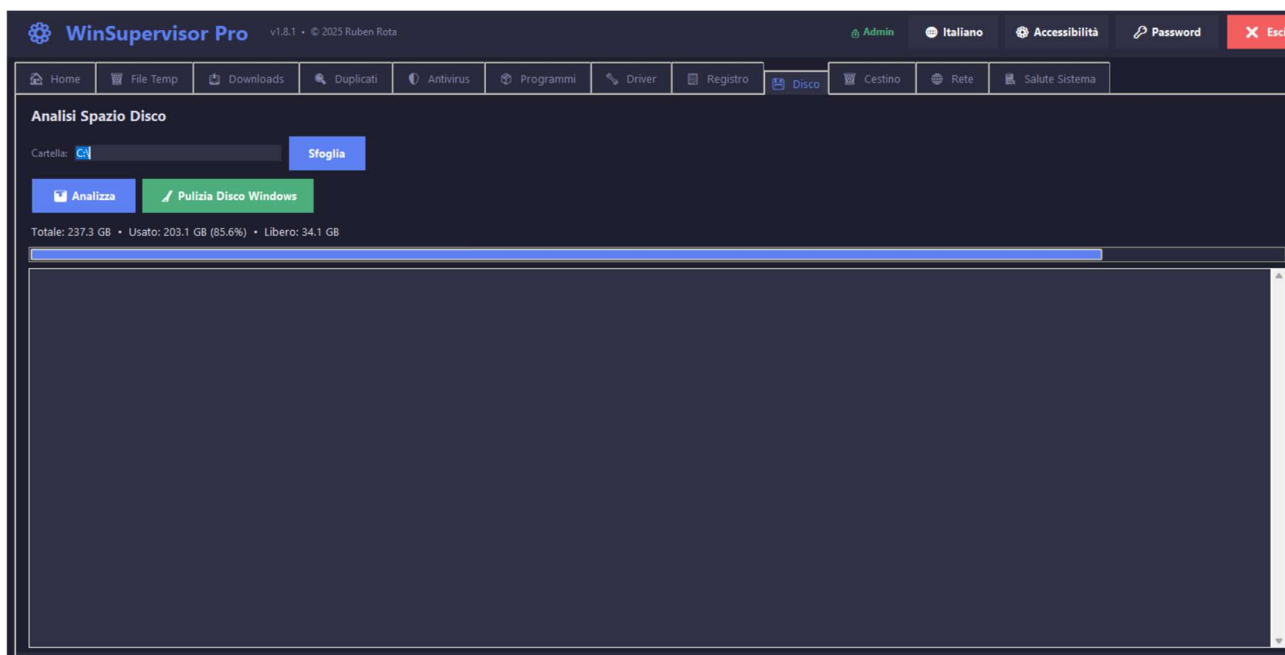 WinSupervisor Pro v1.8.1 • © 2025 Ruben Rota Admin Italiano Accessibilità Password Esci
Home File Temp Downloads Duplicati Antivirus Programmi Driver Registro Disco Cestino Rete Salute Sistema
Analisi Spazio Disco
Cartella: C:\ Sfoglia
Analizza Pulizia Disco Windows
Totale: 237.3 GB • Usato: 203.1 GB (85.6%) • Libero: 34.1 GB